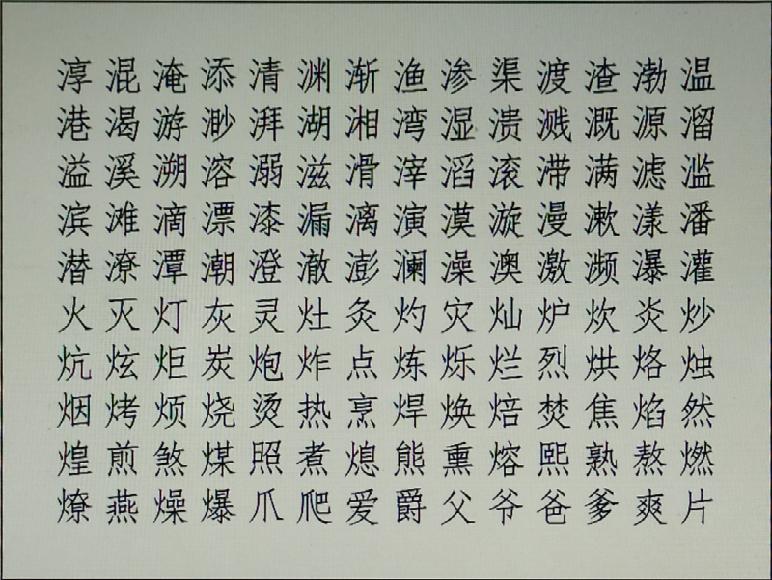 淳混淹添清渊渐渔渗渠渡渣渤温
港渴游渺湃湖湘湾湿溃溅溉源溜
溢溪溯溶溺滋滑滓滔滚滞满滤滥
滨滩滴漂漆漏漓演漠漩漫漱漾潘
潜潦潭潮澄澈澎澜澡澳激濒瀑灌
火灭灯灰灵灶灸灼灾灿炉炊炎炒
炕炫炬炭炮炸点炼烁烂烈烘烙烛
烟烤烦烧烫热烹焊焕焙焚焦焰然
煌煎煞煤照煮熄熊熏熔熙熟熬燃
燎燕燥爆爪爬爱爵父爷爸爹爽片